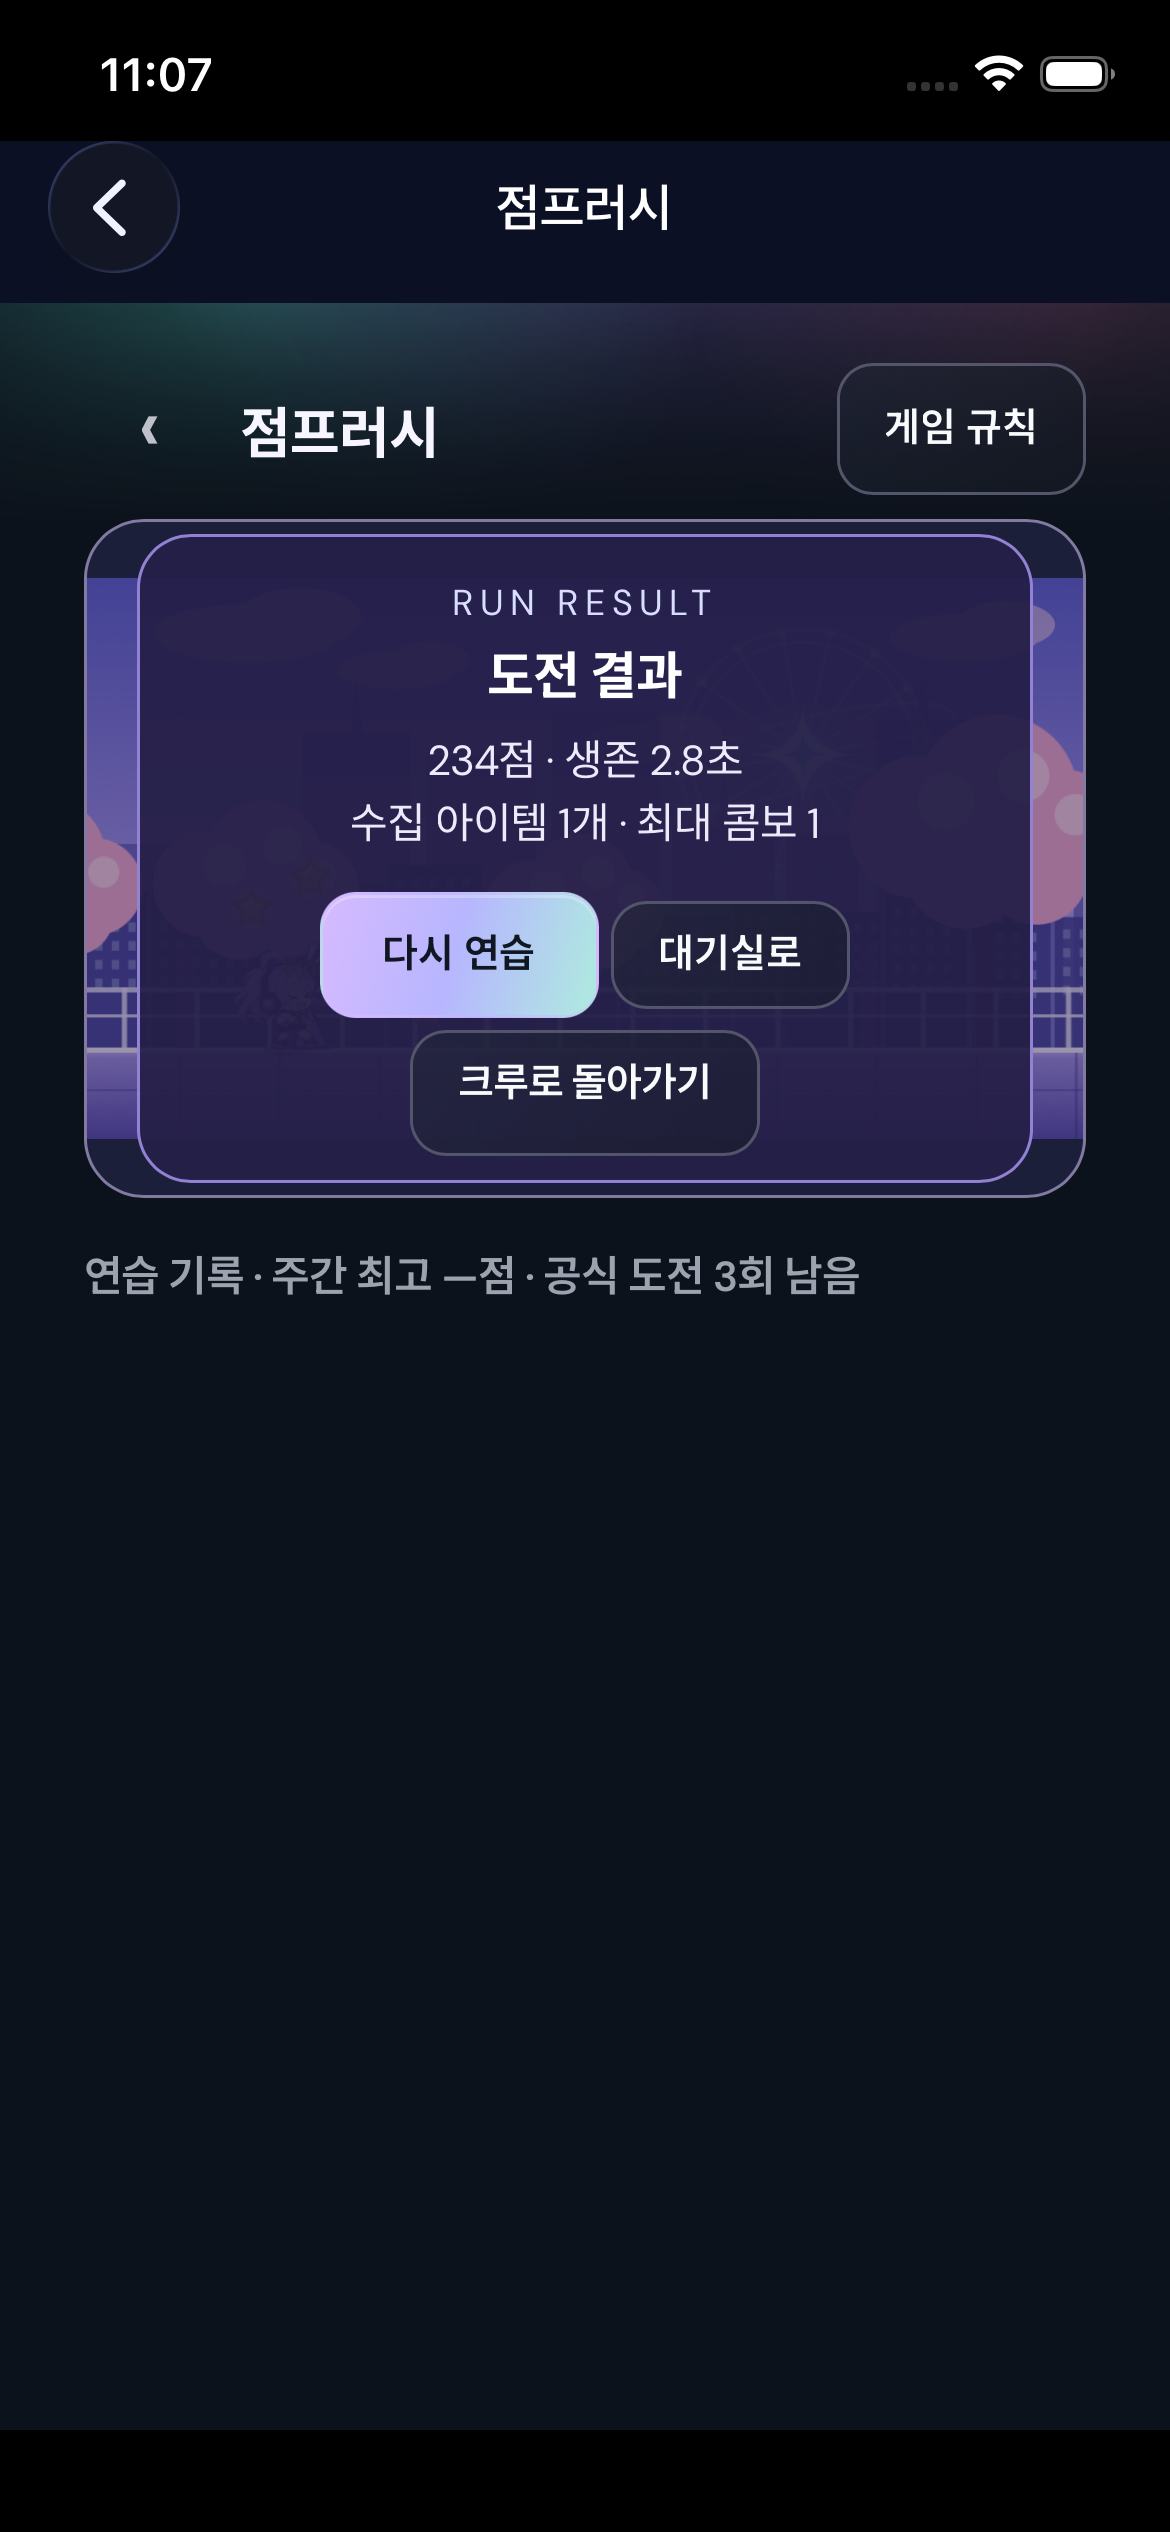 11:07
점프러시
점프러시
게임 규칙
RUN RESULT
도전 결과
234점 · 생존 2.8초
수집 아이템 1개 · 최대 콤보 1
다시 연습
대기실로
크루로 돌아가기
연습 기록 · 주간 최고 —점 · 공식 도전 3회 남음